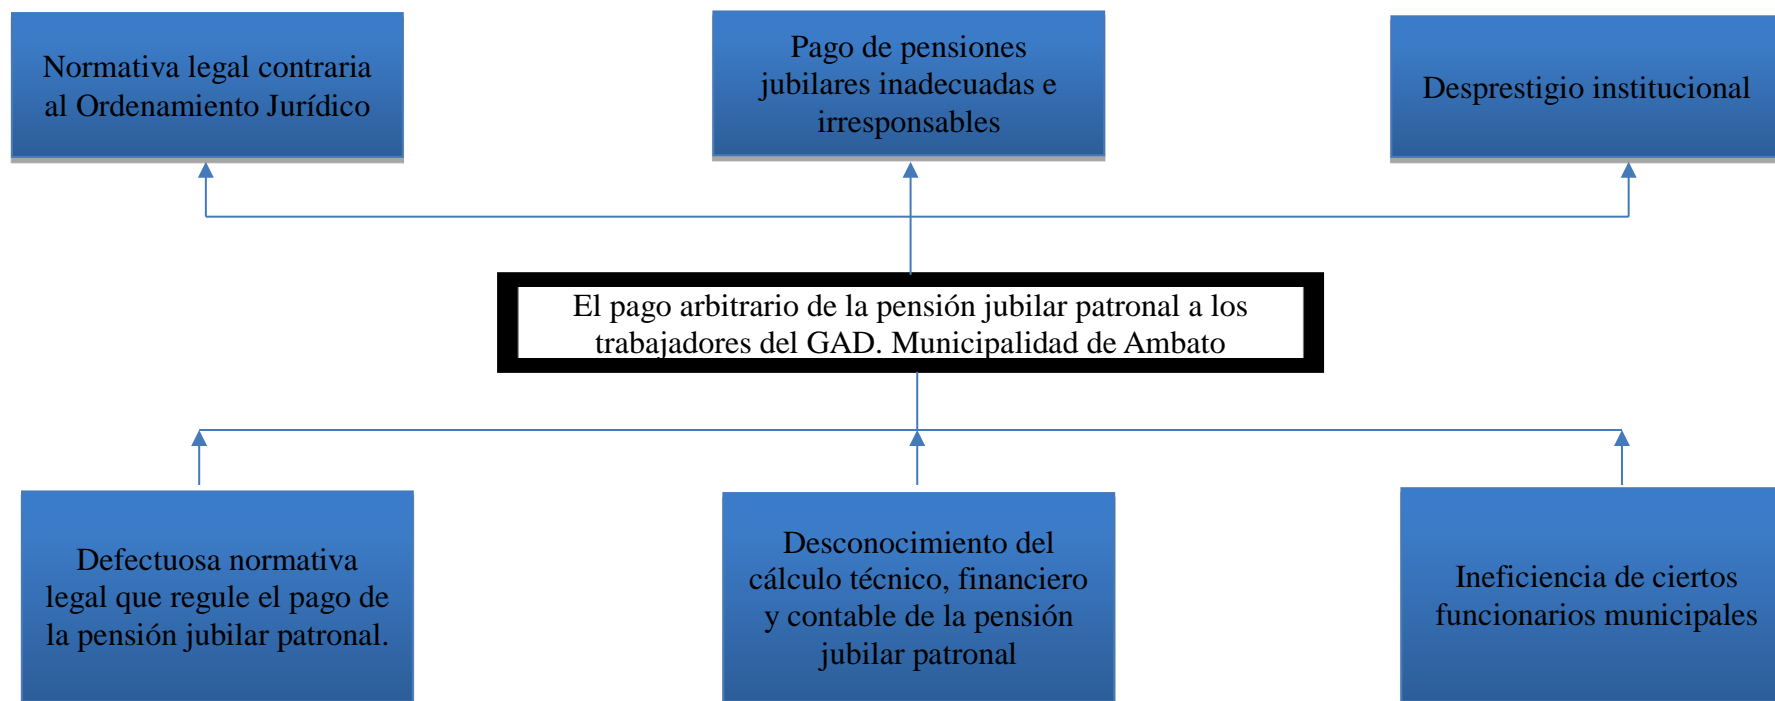 Normativa legal contraria
al Ordenamiento Jurídico
Pago de pensiones
jubilares inadecuadas e
irresponsables
Desprestigio institucional
El pago arbitrario de la pensión jubilar patronal a los
trabajadores del GAD. Municipalidad de Ambato
Defectuosa normativa
legal que regule el pago de
la pensión jubilar patronal.
Desconocimiento del
cálculo técnico, financiero
y contable de la pensión
jubilar patronal
Ineficiencia de ciertos
funcionarios municipales